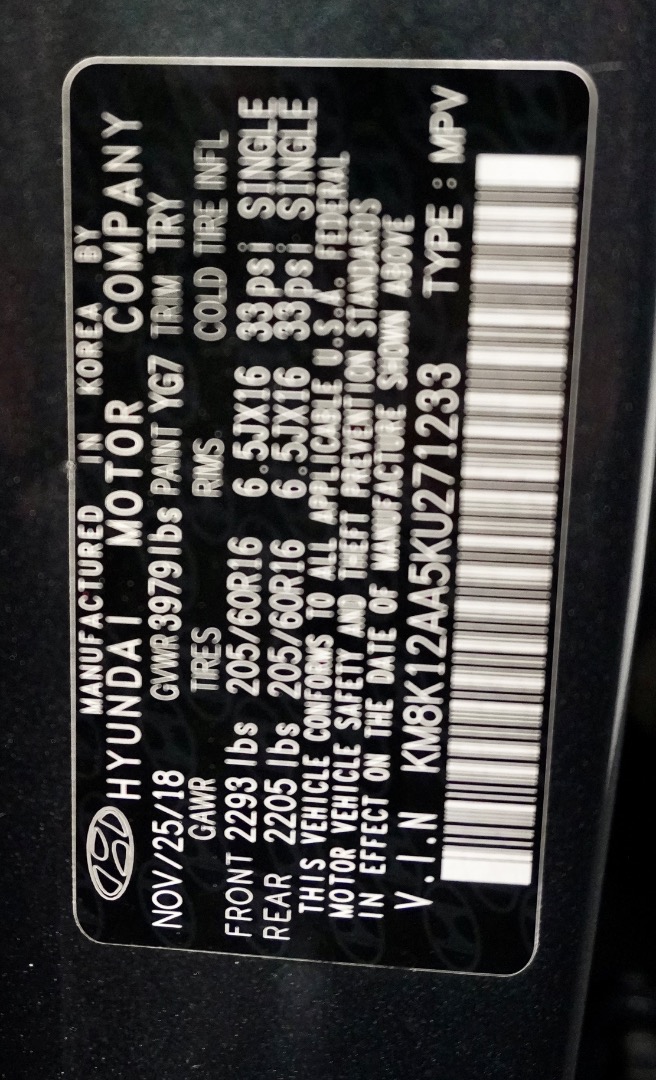 MANUFACTURED IN KOREA BY
HYUNDAI MOTOR COMPANY
NOV/25/18 GVWR 3979lbs PAINT YG7 TRIM TRY
GAWR TIRES RIMS COLD TIRE INFL
FRONT 2293 lbs 205/60R16 6.5JX16 33psi SINGLE
REAR 2205 lbs 205/60R16 6.5JX16 33psi SINGLE
THIS VEHICLE CONFORMS TO ALL APPLICABLE U.S.A. FEDERAL
MOTOR VEHICLE SAFETY AND THEFT PREVENTION STANDARDS
IN EFFECT ON THE DATE OF MANUFACTURE SHOWN ABOVE
V.I.N KM8K12AA5KU271233 TYPE : MPV